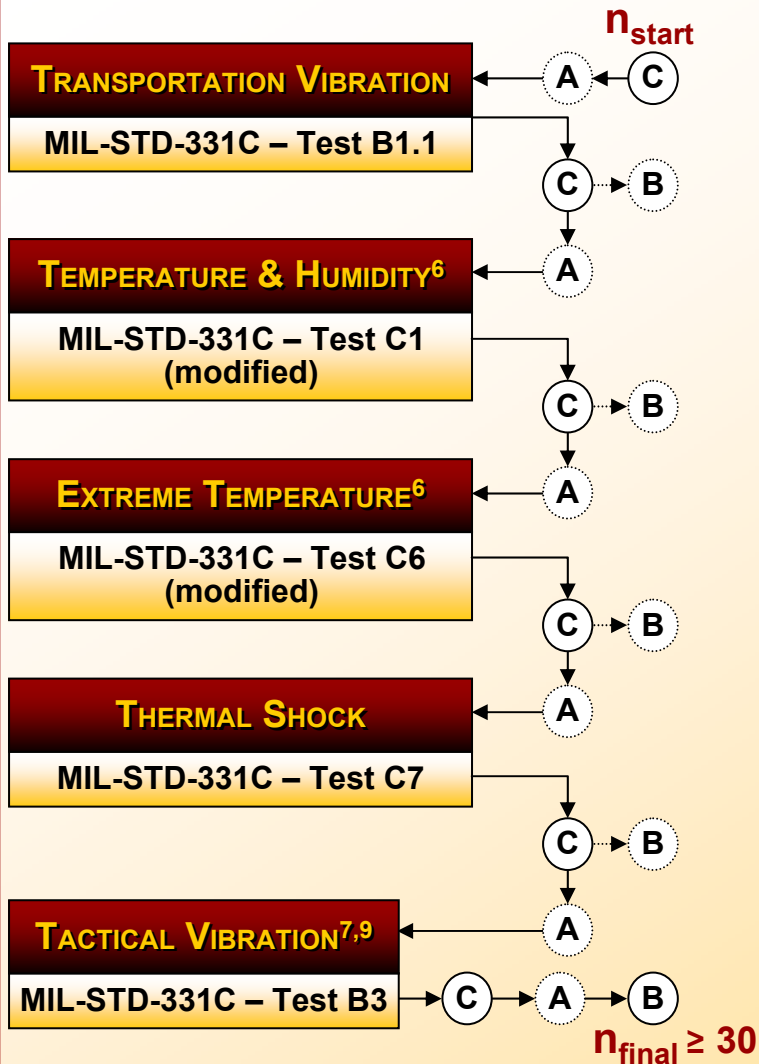 n_start
TRANSPORTATION VIBRATION
A C
MIL-STD-331C – Test B1.1
C B
A
TEMPERATURE & HUMIDITY⁶
MIL-STD-331C – Test C1
(modified)
C B
A
EXTREME TEMPERATURE⁶
MIL-STD-331C – Test C6
(modified)
C B
A
THERMAL SHOCK
MIL-STD-331C – Test C7
C B
A
TACTICAL VIBRATION⁷,⁹
MIL-STD-331C – Test B3
C A B
n_final ≥ 30